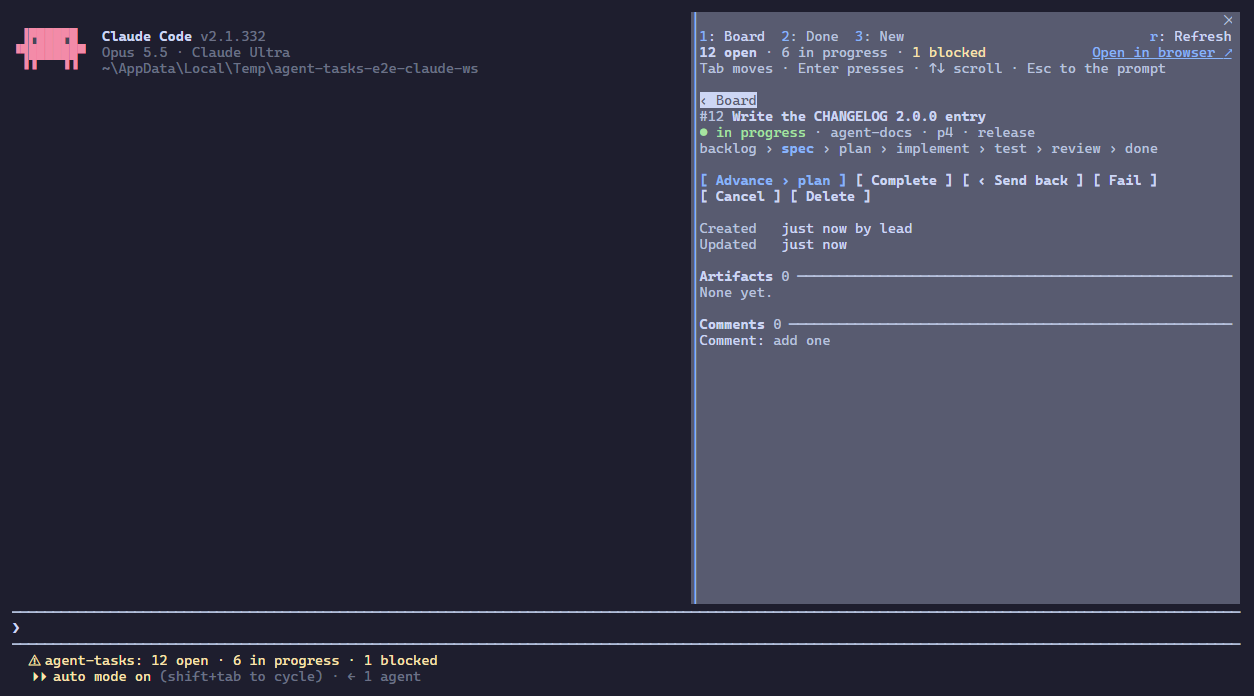 Claude Code v2.1.332
Opus 5.5 · Claude Ultra
~\AppData\Local\Temp\agent-tasks-e2e-claude-ws
×
1: Board  2: Done  3: New  r: Refresh
12 open · 6 in progress · 1 blocked  Open in browser ↗
Tab moves · Enter presses · ↑↓ scroll · Esc to the prompt
‹ Board
#12 Write the CHANGELOG 2.0.0 entry
● in progress · agent-docs · p4 · release
backlog › spec › plan › implement › test › review › done
[ Advance › plan ] [ Complete ] [ ‹ Send back ] [ Fail ]
[ Cancel ] [ Delete ]
Created   just now by lead
Updated   just now
Artifacts 0
None yet.
Comments 0
Comment: add one
❯
⚠ agent-tasks: 12 open · 6 in progress · 1 blocked
⏵⏵ auto mode on (shift+tab to cycle) · ← 1 agent